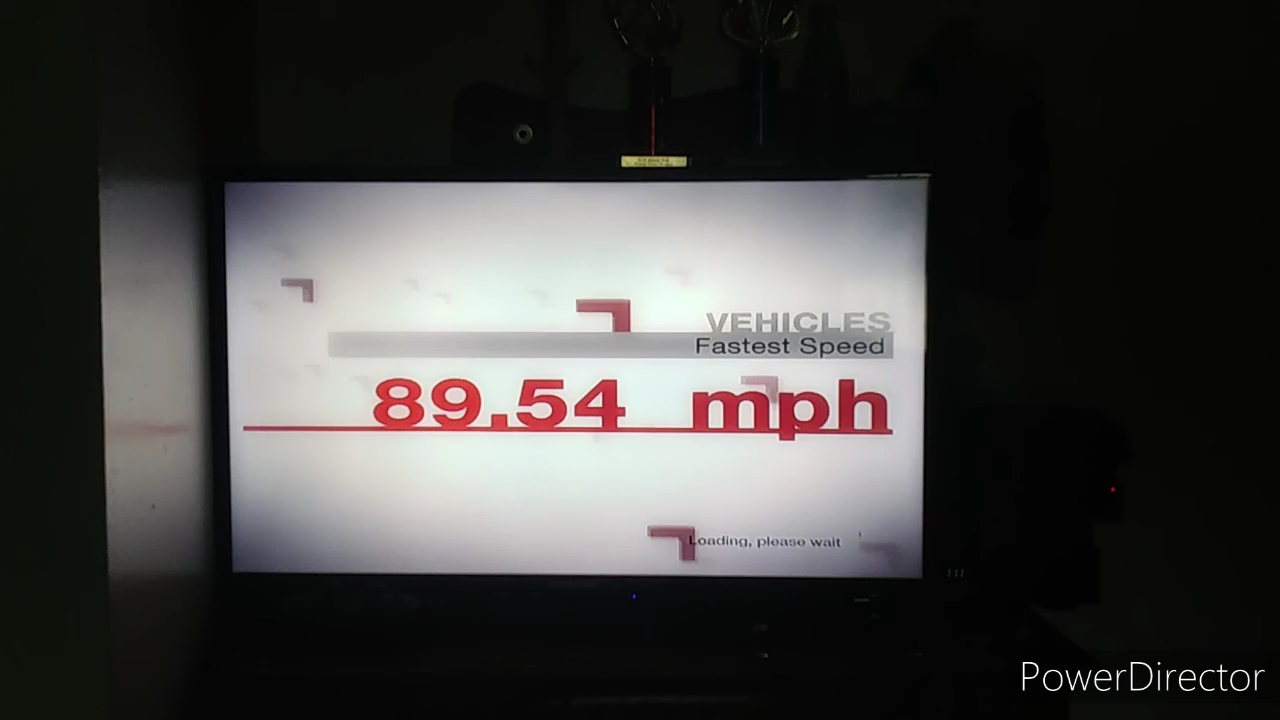 VEHICLES
Fastest Speed
89.54 mph
Loading, please wait
PowerDirector